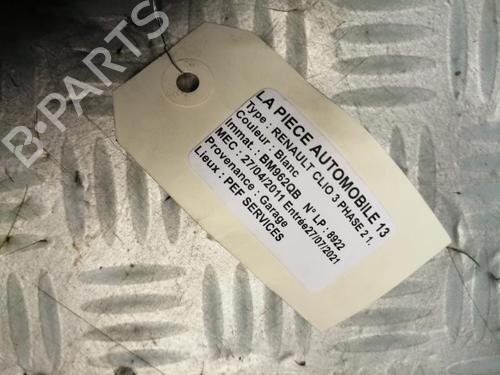 B-PARTS
LA PIECE AUTOMOBILE 13
Type : RENAULT CLIO 3 PHASE 2 1.
Couleur : Blanc
Immat : BM962QB N° LP : 8922
MEC : 27/04/2011 Entrée27/07/2021
Provenance : Garage
Lieux : PEF SERVICES